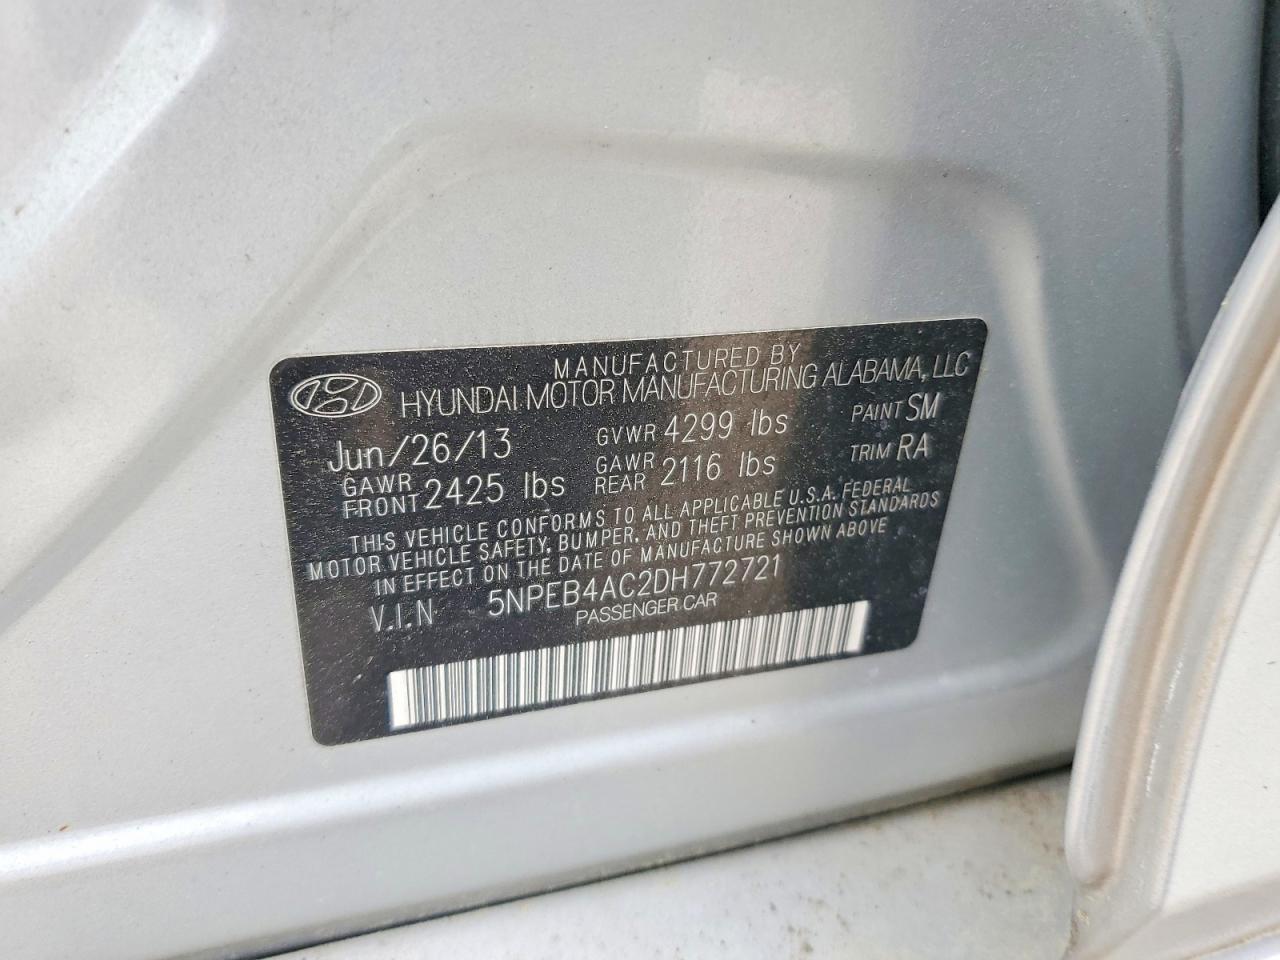 MANUFACTURED BY
HYUNDAI MOTOR MANUFACTURING ALABAMA, LLC
Jun/26/13 GVWR 4299 lbs PAINT SM
GAWR FRONT 2425 lbs GAWR REAR 2116 lbs TRIM RA
THIS VEHICLE CONFORMS TO ALL APPLICABLE U.S.A. FEDERAL
MOTOR VEHICLE SAFETY, BUMPER, AND THEFT PREVENTION STANDARDS
IN EFFECT ON THE DATE OF MANUFACTURE SHOWN ABOVE
V.I.N 5NPEB4AC2DH772721
PASSENGER CAR